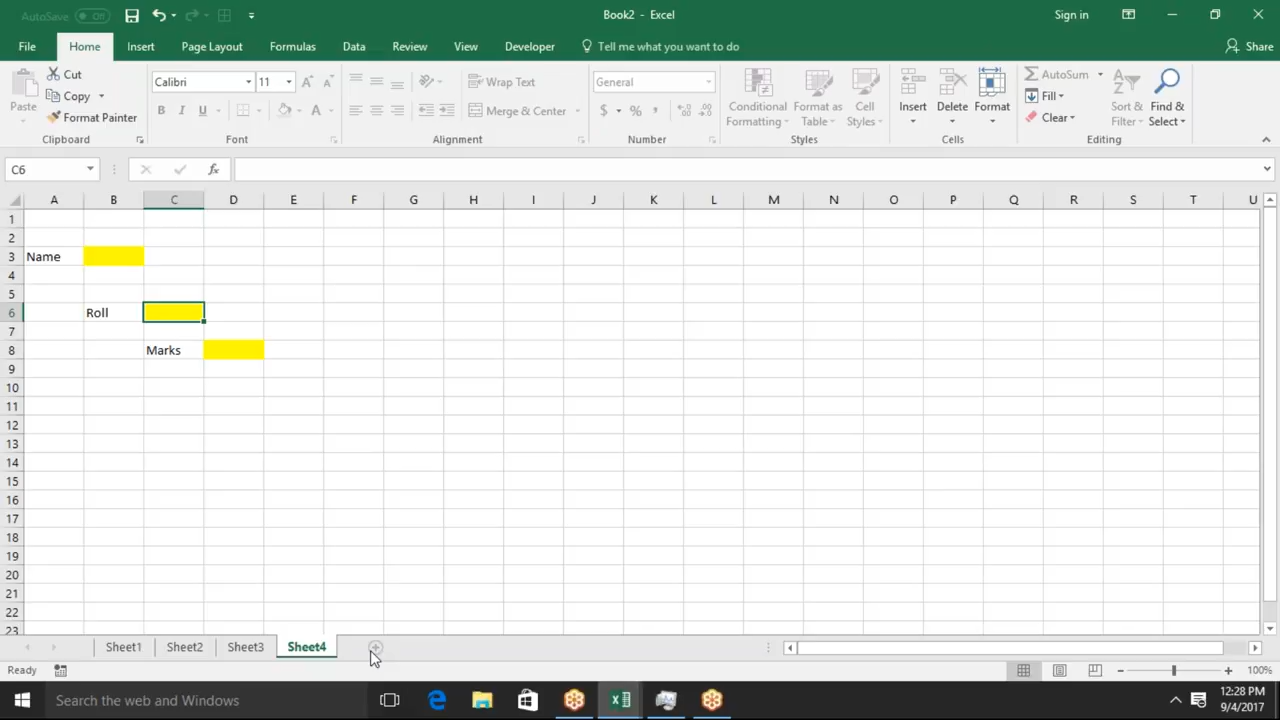 AutoSave Off
Book2 - Excel
Sign in
File Home Insert Page Layout Formulas Data Review View Developer Tell me what you want to do Share
Paste
Cut
Copy
Format Painter
Clipboard
Calibri 11
B I U A
Font
Wrap Text
Merge & Center
Alignment
General
$ % ,
Number
Conditional Formatting
Format as Table
Cell Styles
Styles
Insert Delete Format
Cells
AutoSum
Fill
Clear
Sort & Filter
Find & Select
Editing
C6 fx
A B C D E F G H I J K L M N O P Q R S T U
1
2
3 Name
4
5
6 Roll
7
8 Marks
9
10
11
12
13
14
15
16
17
18
19
20
21
22
23
Sheet1 Sheet2 Sheet3 Sheet4
Ready 100%
Search the web and Windows
12:28 PM
9/4/2017